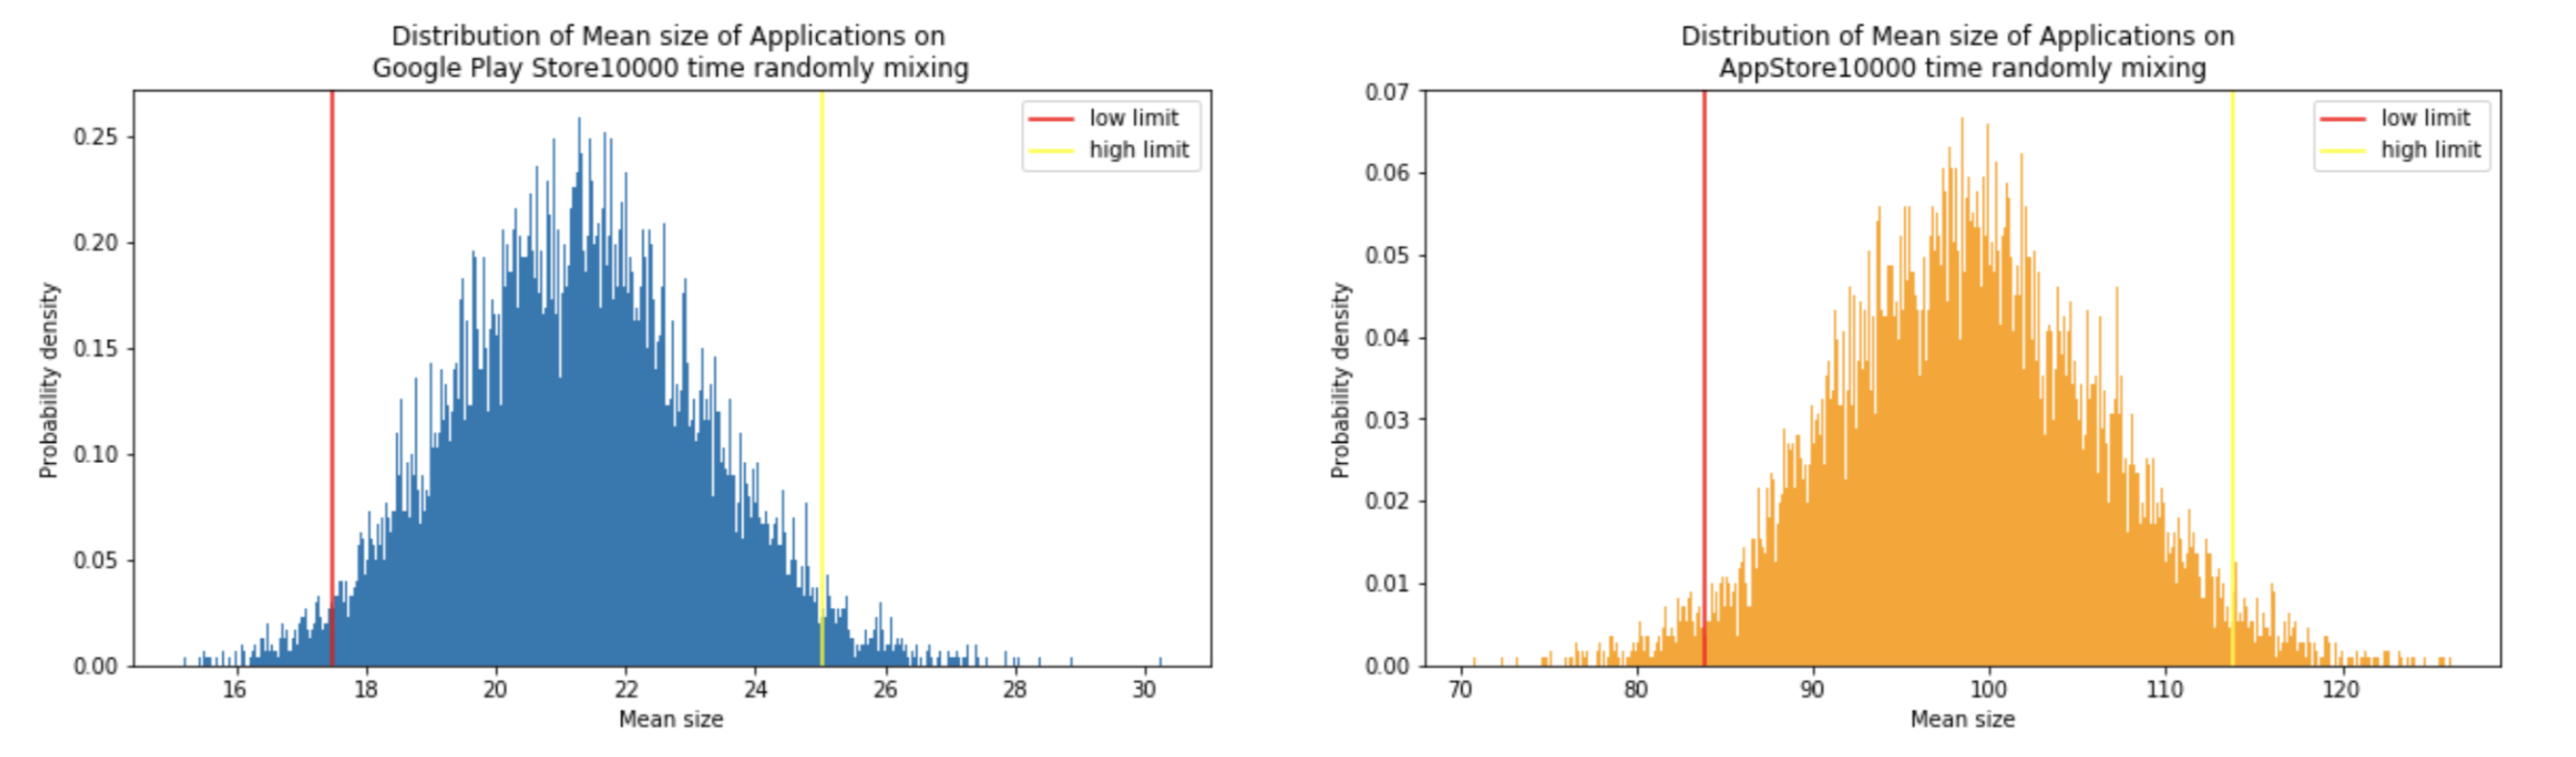 Distribution of Mean size of Applications on
Google Play Store10000 time randomly mixing
low limit
high limit
0.25
0.20
0.15
0.10
0.05
0.00
Probability density
16 18 20 22 24 26 28 30
Mean size
Distribution of Mean size of Applications on
AppStore10000 time randomly mixing
low limit
high limit
0.07
0.06
0.05
0.04
0.03
0.02
0.01
0.00
Probability density
70 80 90 100 110 120
Mean size